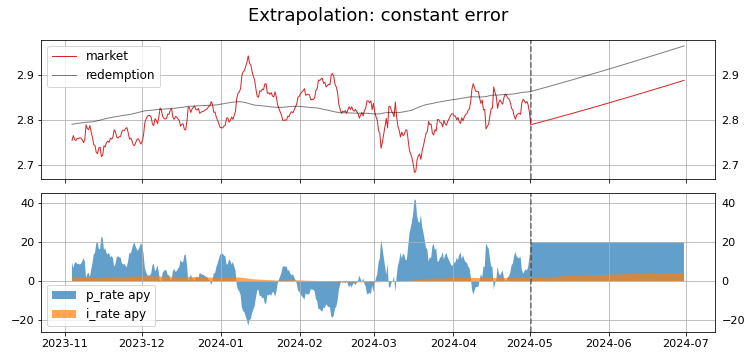 Extrapolation: constant error
market
redemption
2.9
2.8
2.7
2.9
2.8
2.7
p_rate apy
i_rate apy
40
20
0
−20
40
20
0
−20
2023-11 2023-12 2024-01 2024-02 2024-03 2024-04 2024-05 2024-06 2024-07